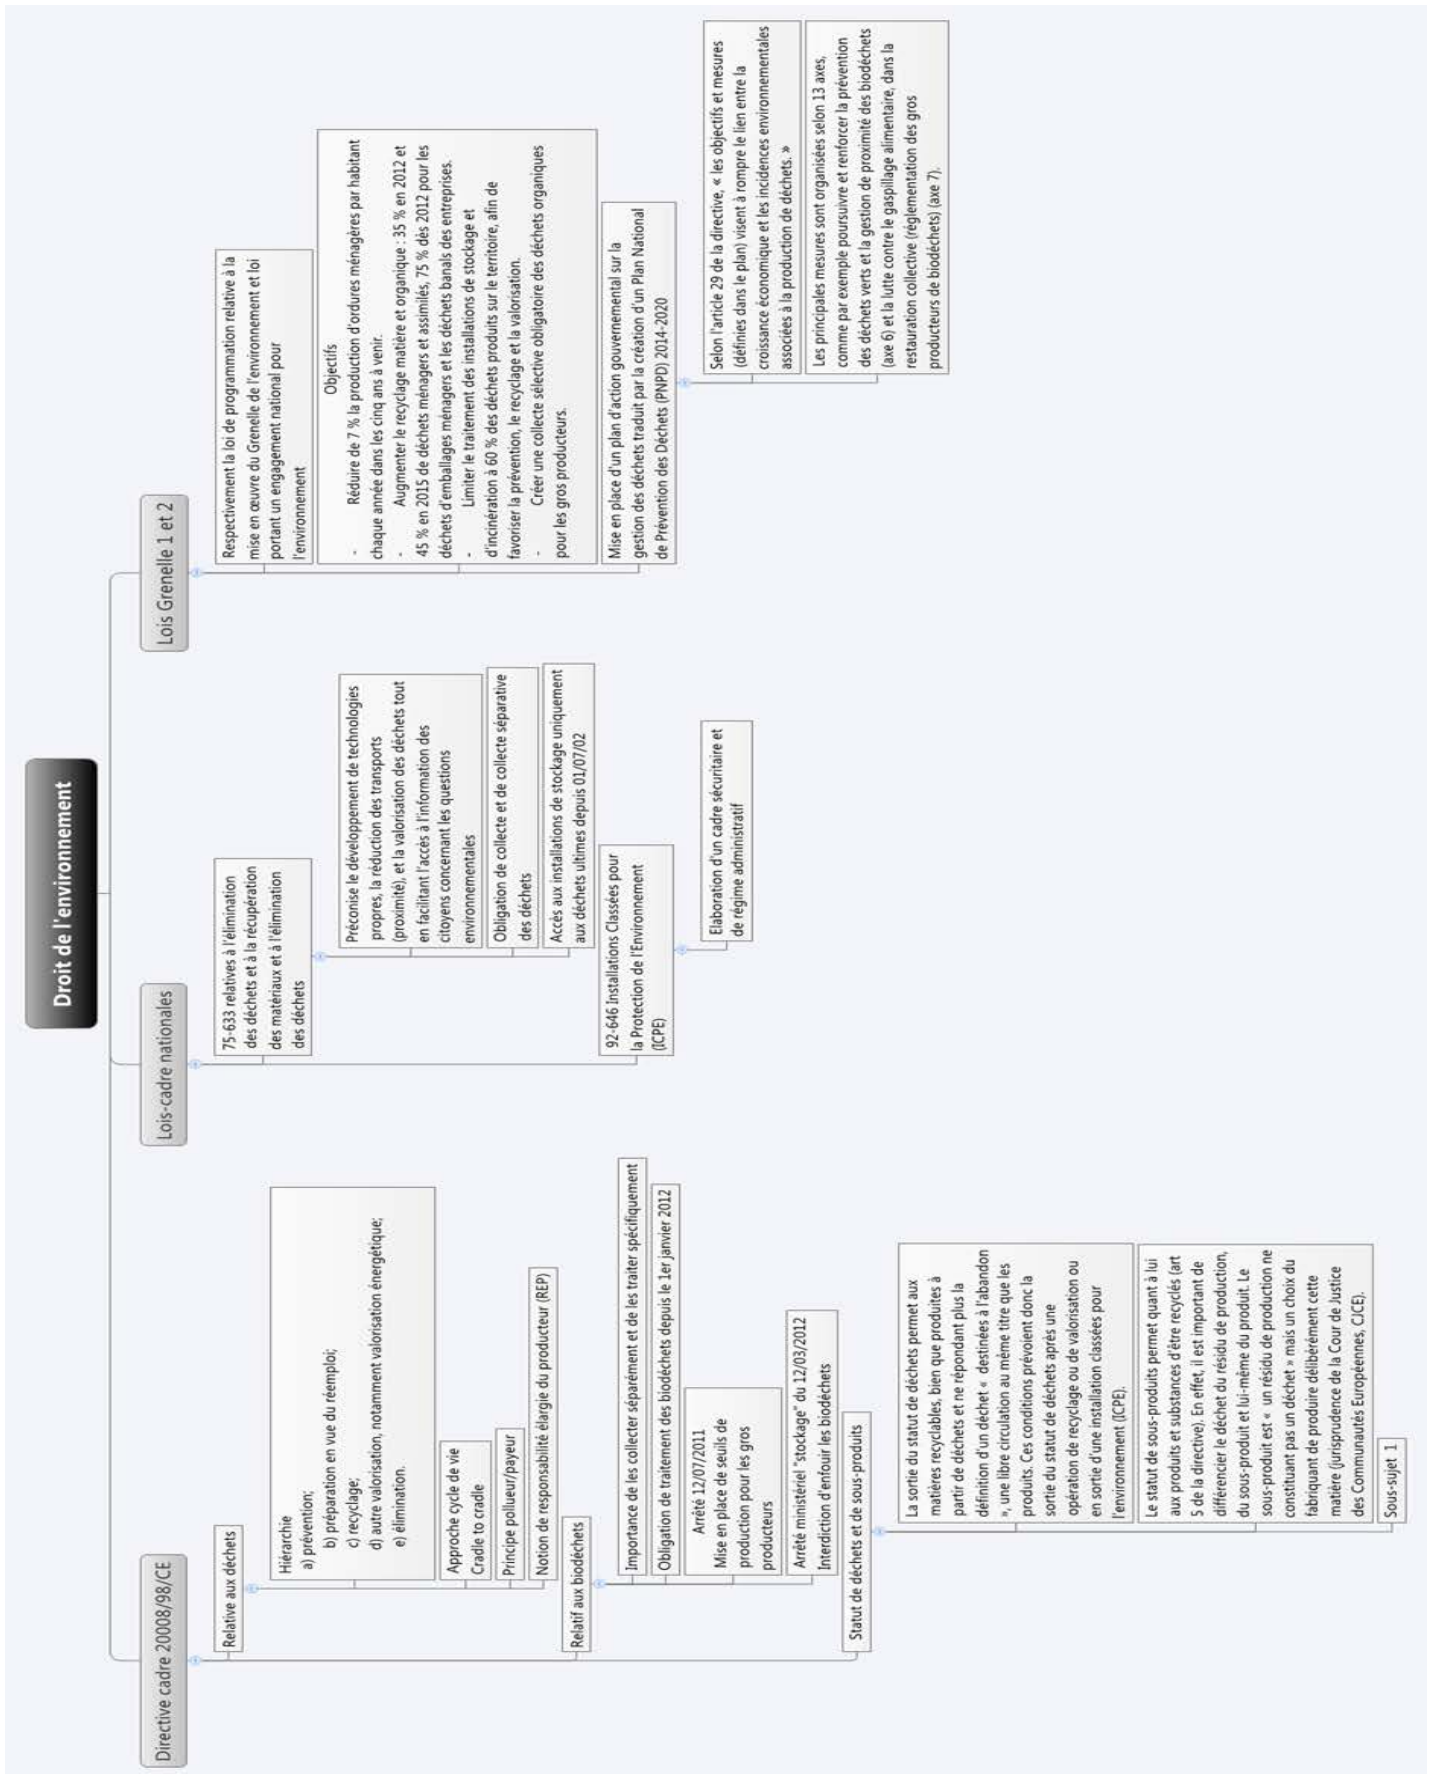 Droit de l'environnement
Directive cadre 20008/98/CE
Relative aux déchets
Hiérarchie
a) prévention;
b) préparation en vue du réemploi;
c) recyclage;
d) autre valorisation, notamment valorisation énergétique;
e) élimination.
Approche cycle de vie
Cradle to cradle
Principe pollueur/payeur
Notion de responsabilité élargie du producteur (REP)
Relatif aux biodéchets
Importance de les collecter séparément et de les traiter spécifiquement
Obligation de traitement des biodéchets depuis le 1er janvier 2012
Arrêté 12/07/2011
Mise en place de seuils de
production pour les gros
producteurs
Arrêté ministériel "stockage" du 12/03/2012
Interdiction d'enfouir les biodéchets
Statut de déchets et de sous-produits
La sortie du statut de déchets permet aux
matières recyclables, bien que produites à
partir de déchets et ne répondant plus la
définition d'un déchet « destinées à l'abandon
», une libre circulation au même titre que les
produits. Ces conditions prévoient donc la
sortie du statut de déchets après une
opération de recyclage ou de valorisation ou
en sortie d'une installation classées pour
l'environnement (ICPE).
Le statut de sous-produits permet quant à lui
aux produits et substances d'être recyclés (art
5 de la directive). En effet, il est important de
différencier le déchet du résidu de production,
du sous-produit et lui-même du produit. Le
sous-produit est « un résidu de production ne
constituant pas un déchet » mais un choix du
fabriquant de produire délibérément cette
matière (jurisprudence de la Cour de Justice
des Communautés Européennes, CJCE).
Sous-sujet 1
Lois-cadre nationales
75-633 relatives à l'élimination
des déchets et à la récupération
des matériaux et à l'élimination
des déchets
Préconise le développement de technologies
propres, la réduction des transports
(proximité), et la valorisation des déchets tout
en facilitant l'accès à l'information des
citoyens concernant les questions
environnementales
Obligation de collecte et de collecte séparative
des déchets
Accès aux installations de stockage uniquement
aux déchets ultimes depuis 01/07/02
92-646 Installations Classées pour
la Protection de l'Environnement
(ICPE)
Elaboration d'un cadre sécuritaire et
de régime administratif
Lois Grenelle 1 et 2
Respectivement la loi de programmation relative à la
mise en œuvre du Grenelle de l'environnement et loi
portant un engagement national pour
l'environnement
Objectifs
- Réduire de 7 % la production d'ordures ménagères par habitant
chaque année dans les cinq ans à venir.
- Augmenter le recyclage matière et organique : 35 % en 2012 et
45 % en 2015 de déchets ménagers et assimilés, 75 % dès 2012 pour les
déchets d'emballages ménagers et les déchets banals des entreprises.
- Limiter le traitement des installations de stockage et
d'incinération à 60 % des déchets produits sur le territoire, afin de
favoriser la prévention, le recyclage et la valorisation.
- Créer une collecte sélective obligatoire des déchets organiques
pour les gros producteurs.
Mise en place d'un plan d'action gouvernemental sur la
gestion des déchets traduit par la création d'un Plan National
de Prévention des Déchets (PNPD) 2014-2020
Selon l'article 29 de la directive, « les objectifs et mesures
(définies dans le plan) visent à rompre le lien entre la
croissance économique et les incidences environnementales
associées à la production de déchets. »
Les principales mesures sont organisées selon 13 axes,
comme par exemple poursuivre et renforcer la prévention
des déchets verts et la gestion de proximité des biodéchets
(axe 6) et la lutte contre le gaspillage alimentaire, dans la
restauration collective (réglementation des gros
producteurs de biodéchets) (axe 7).